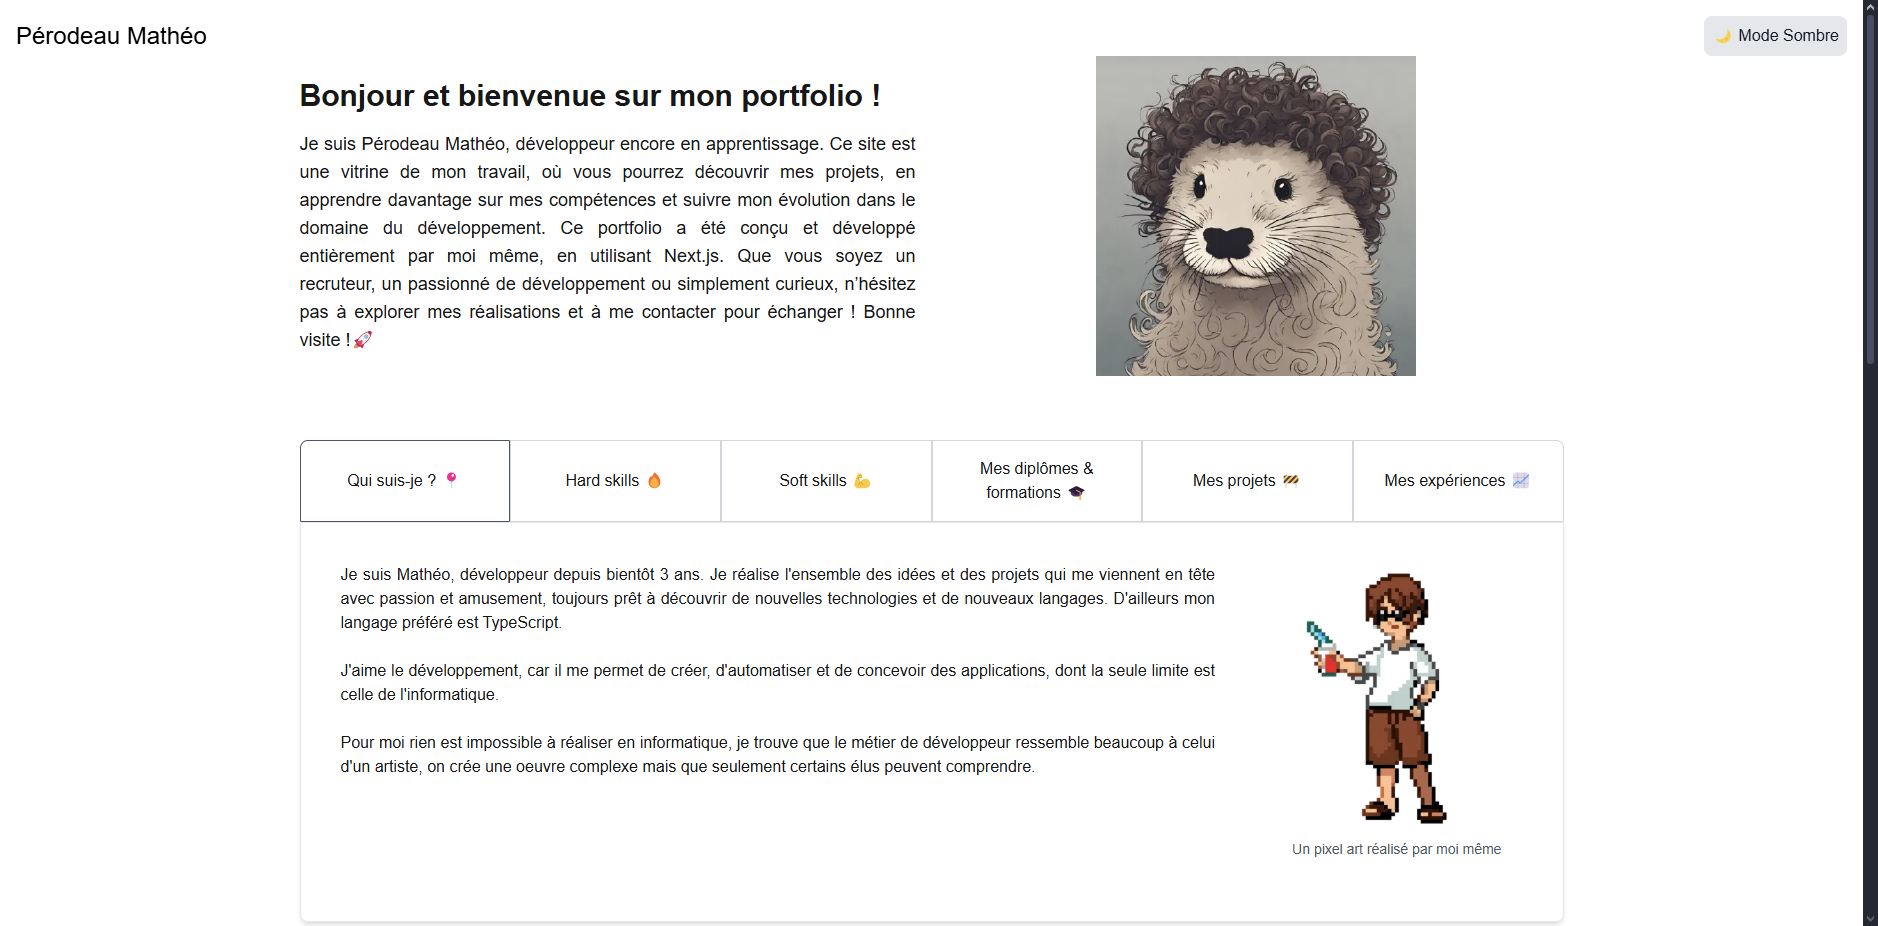 Pérodeau Mathéo
🌙 Mode Sombre
Bonjour et bienvenue sur mon portfolio !
Je suis Pérodeau Mathéo, développeur encore en apprentissage. Ce site est
une vitrine de mon travail, où vous pourrez découvrir mes projets, en
apprendre davantage sur mes compétences et suivre mon évolution dans le
domaine du développement. Ce portfolio a été conçu et développé
entièrement par moi même, en utilisant Next.js. Que vous soyez un
recruteur, un passionné de développement ou simplement curieux, n’hésitez
pas à explorer mes réalisations et à me contacter pour échanger ! Bonne
visite !🚀
Qui suis-je ? 📍
Hard skills 🔥
Soft skills 💪
Mes diplômes &
formations 🎓
Mes projets 🚧
Mes expériences 📈
Je suis Mathéo, développeur depuis bientôt 3 ans. Je réalise l'ensemble des idées et des projets qui me viennent en tête
avec passion et amusement, toujours prêt à découvrir de nouvelles technologies et de nouveaux langages. D'ailleurs mon
langage préféré est TypeScript.
J'aime le développement, car il me permet de créer, d'automatiser et de concevoir des applications, dont la seule limite est
celle de l'informatique.
Pour moi rien est impossible à réaliser en informatique, je trouve que le métier de développeur ressemble beaucoup à celui
d'un artiste, on crée une oeuvre complexe mais que seulement certains élus peuvent comprendre.
Un pixel art réalisé par moi même